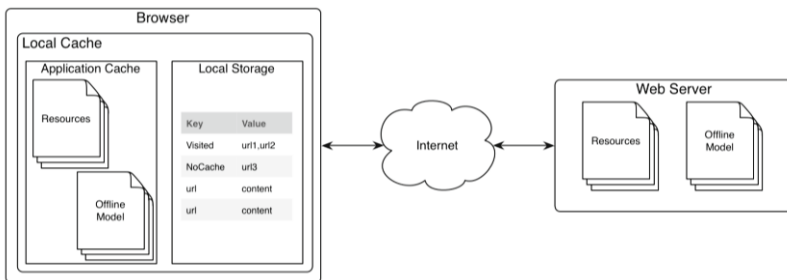 Browser
Local Cache
Application Cache
Resources
Offline
Model
Local Storage
Key Value
Visited url1,url2
NoCache url3
url content
url content
Internet
Web Server
Resources
Offline
Model